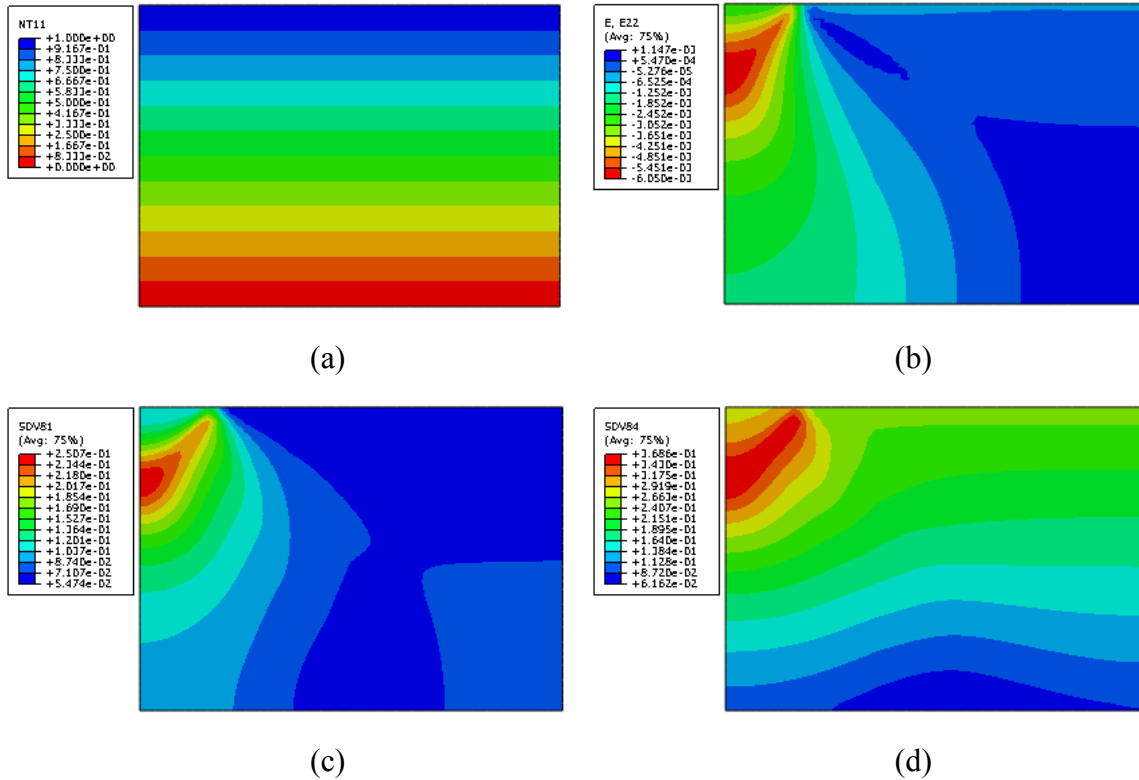 NT11
+1.000e+00
+9.167e-01
+8.333e-01
+7.500e-01
+6.667e-01
+5.833e-01
+5.000e-01
+4.167e-01
+3.333e-01
+2.500e-01
+1.667e-01
+8.333e-02
+0.000e+00
E, E22
(Avg: 75%)
+1.147e-03
+5.470e-04
-5.276e-05
-6.525e-04
-1.252e-03
-1.852e-03
-2.452e-03
-3.052e-03
-3.651e-03
-4.251e-03
-4.851e-03
-5.451e-03
-6.050e-03
(a)
(b)
SDV81
(Avg: 75%)
+2.507e-01
+2.344e-01
+2.180e-01
+2.017e-01
+1.854e-01
+1.690e-01
+1.527e-01
+1.364e-01
+1.201e-01
+1.037e-01
+8.740e-02
+7.107e-02
+5.474e-02
SDV84
(Avg: 75%)
+3.686e-01
+3.430e-01
+3.175e-01
+2.919e-01
+2.663e-01
+2.407e-01
+2.151e-01
+1.895e-01
+1.640e-01
+1.384e-01
+1.128e-01
+8.720e-02
+6.162e-02
(c)
(d)